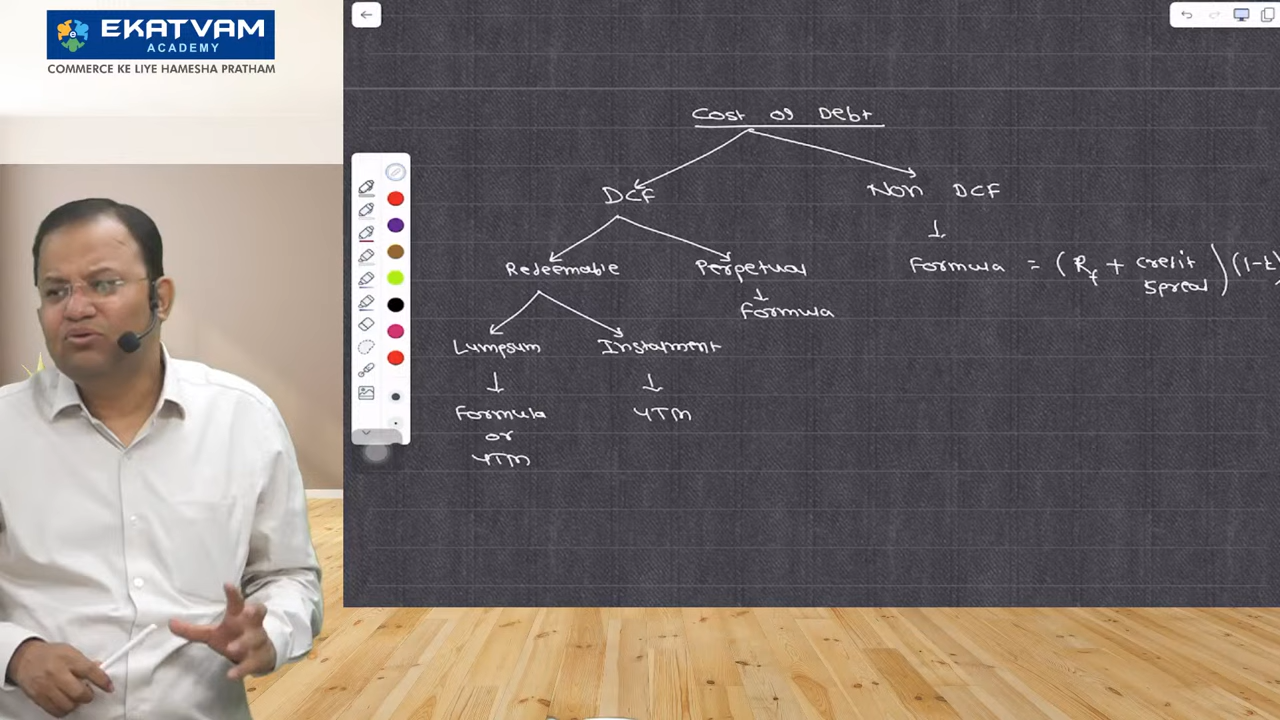 EKATVAM
ACADEMY
COMMERCE KE LIYE HAMESHA PRATHAM
Cost of Debt
DCF
Non DCF
Redeemable
Perpetual
Formula = (Rf + credit spread) (1-t)
Formula
Lumpsum
Instalment
Formula
or
YTM
YTM